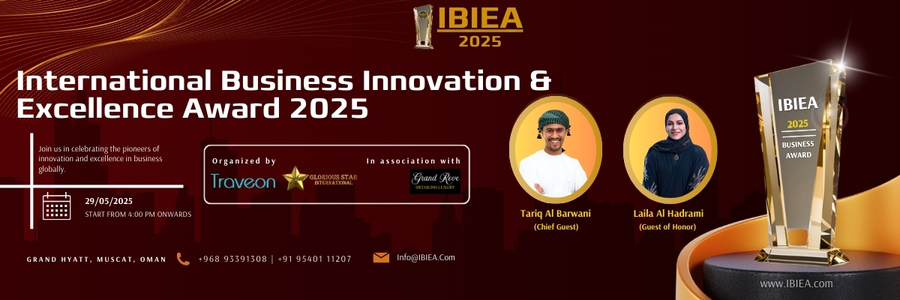 IBIEA
2025
International Business Innovation &
Excellence Award 2025
Join us in celebrating the pioneers of
innovation and excellence in business
globally.
29/05/2025
START FROM 4:00 PM ONWARDS
Organized by
Traveon
GLORIOUS STAR
INTERNATIONAL
In association with
Grand Rove
Tariq Al Barwani
(Chief Guest)
Laila Al Hadrami
(Guest of Honor)
IBIEA
2025
BUSINESS
AWARD
GRAND HYATT, MUSCAT, OMAN
+968 93391308 | +91 95401 11207
Info@IBIEA.Com
www.IBIEA.com